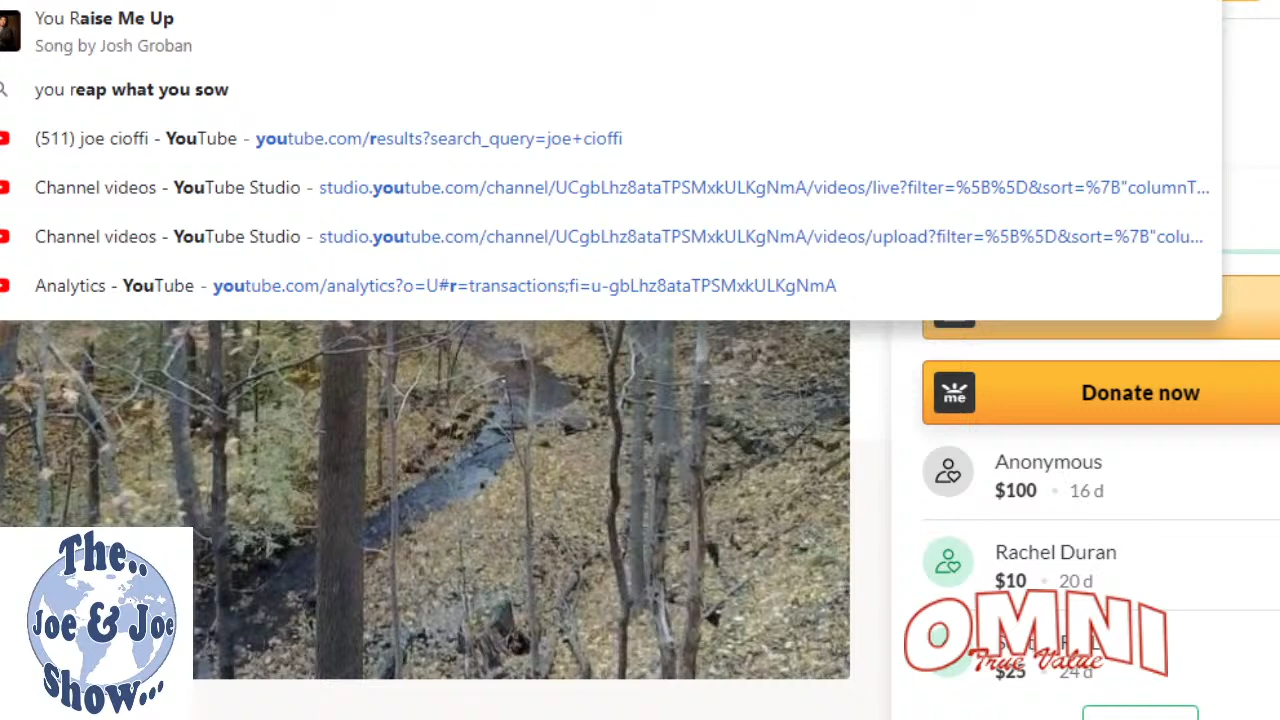 You Raise Me Up
Song by Josh Groban
you reap what you sow
(511) joe cioffi - YouTube - youtube.com/results?search_query=joe+cioffi
Channel videos - YouTube Studio - studio.youtube.com/channel/UCgbLhz8ataTPSMxkULKgNmA/videos/live?filter=%5B%5D&sort=%7B"columnT...
Channel videos - YouTube Studio - studio.youtube.com/channel/UCgbLhz8ataTPSMxkULKgNmA/videos/upload?filter=%5B%5D&sort=%7B"colu...
Analytics - YouTube - youtube.com/analytics?o=U#r=transactions;fi=u-gbLhz8ataTPSMxkULKgNmA
me
Donate now
Anonymous
$100 • 16 d
Rachel Duran
$10 • 20 d
OMNI
True Value
$25 • 24 d
The..
Joe & Joe
Show...